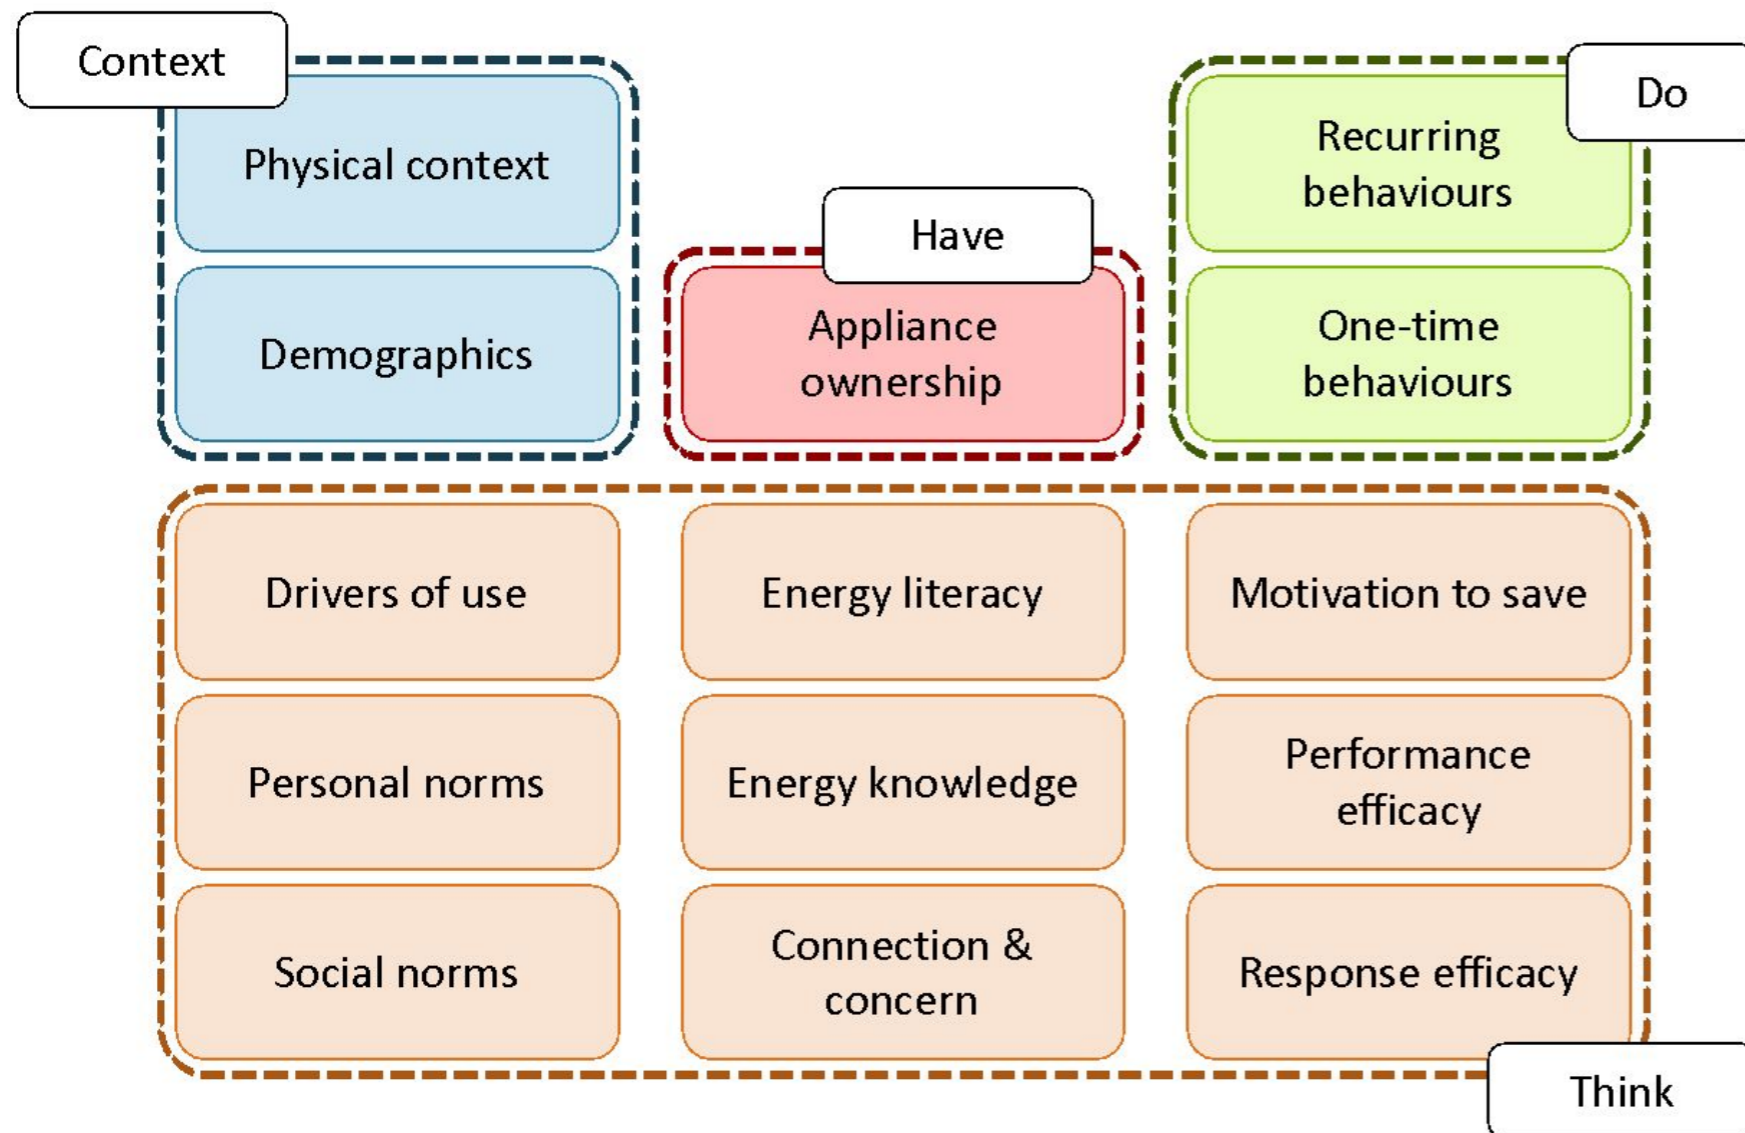 Context
Physical context
Demographics
Have
Appliance
ownership
Do
Recurring
behaviours
One-time
behaviours
Drivers of use
Energy literacy
Motivation to save
Personal norms
Energy knowledge
Performance
efficacy
Social norms
Connection &
concern
Response efficacy
Think